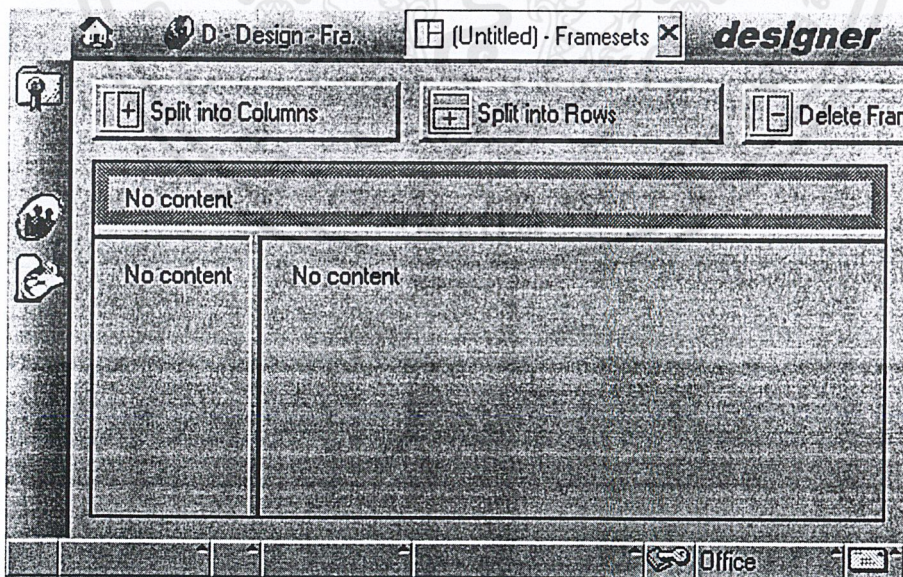 D - Design - Fra...
(Untitled) - Framesets
designer
Split into Columns
Split into Rows
Delete Fran
No content
No content
No content
Office